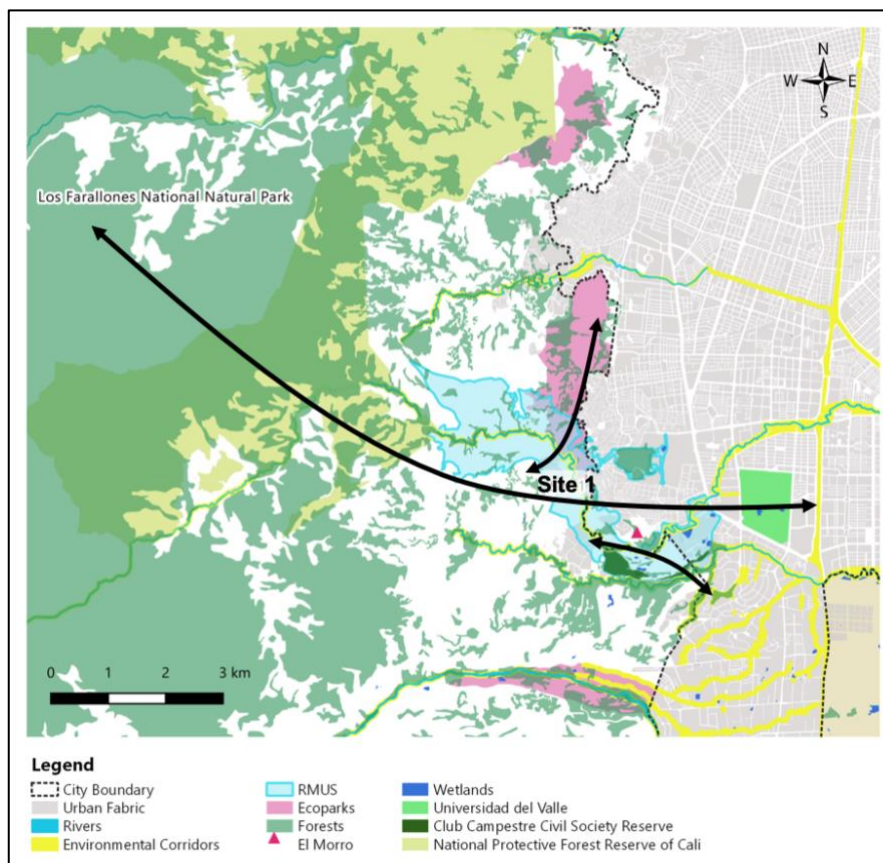 N
W E
S
Los Farallones National Natural Park
Site 1
0 1 2 3 km
Legend
City Boundary
Urban Fabric
Rivers
Environmental Corridors
RMUS
Ecoparks
Forests
El Morro
Wetlands
Universidad del Valle
Club Campestre Civil Society Reserve
National Protective Forest Reserve of Cali